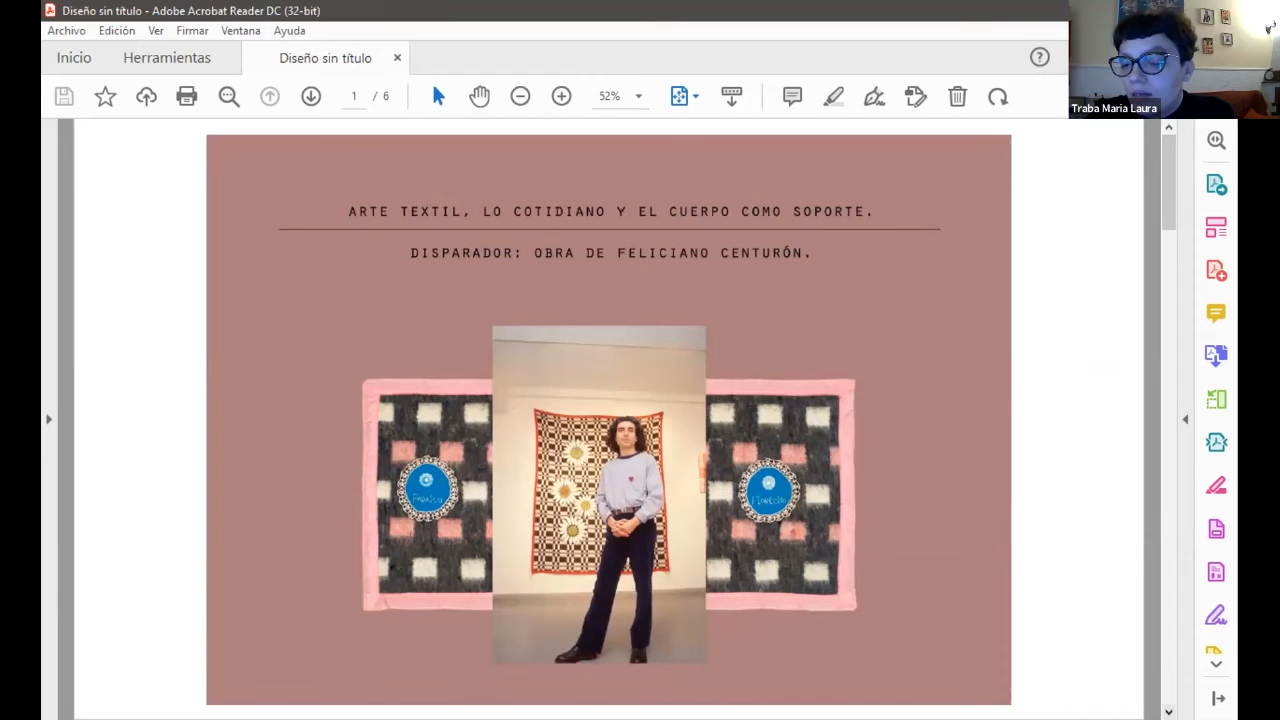 Diseño sin título - Adobe Acrobat Reader DC (32-bit)
Archivo Edición Ver Firmar Ventana Ayuda
Inicio Herramientas Diseño sin título ×
1 / 6 52%
Traba Maria Laura
ARTE TEXTIL, LO COTIDIANO Y EL CUERPO COMO SOPORTE.
DISPARADOR: OBRA DE FELICIANO CENTURÓN.